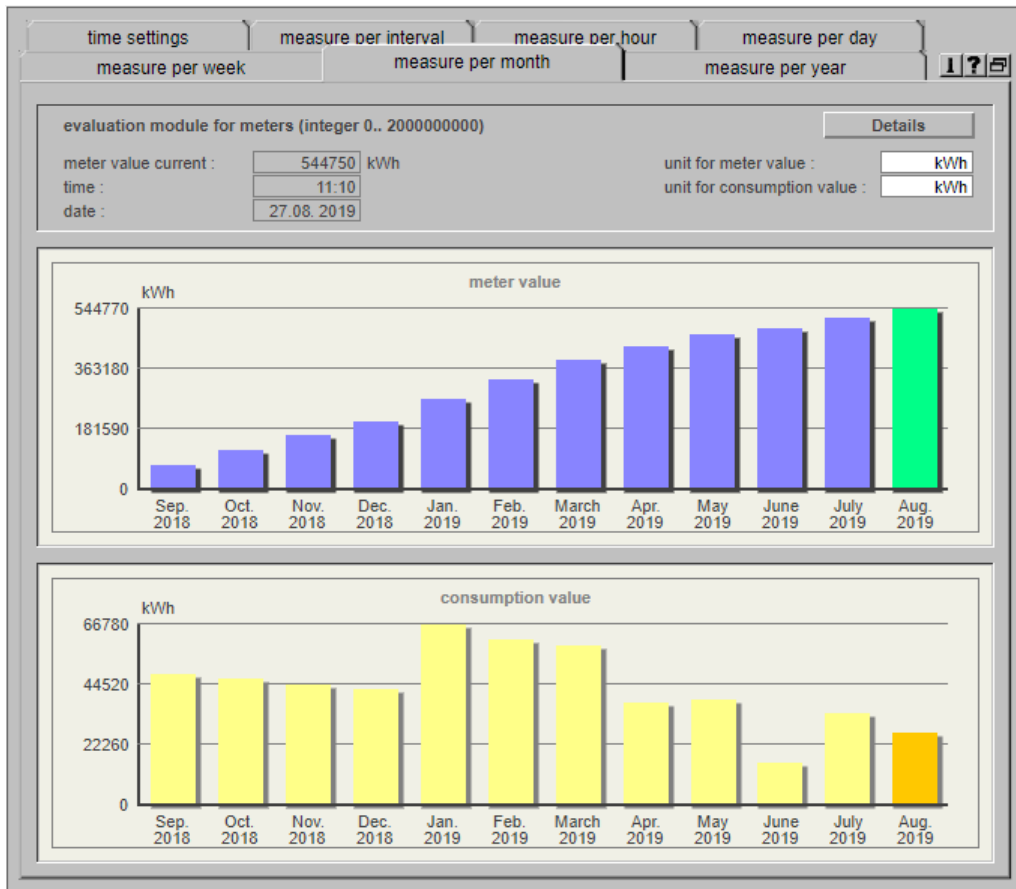 time settings measure per interval measure per hour measure per day
measure per week measure per month measure per year i ?
evaluation module for meters (integer 0.. 2000000000) Details
meter value current : 544750 kWh unit for meter value : kWh
time : 11:10 unit for consumption value : kWh
date : 27.08. 2019
meter value
kWh
544770
363180
181590
0
Sep. Oct. Nov. Dec. Jan. Feb. March Apr. May June July Aug.
2018 2018 2018 2018 2019 2019 2019 2019 2019 2019 2019 2019
consumption value
kWh
66780
44520
22260
0
Sep. Oct. Nov. Dec. Jan. Feb. March Apr. May June July Aug.
2018 2018 2018 2018 2019 2019 2019 2019 2019 2019 2019 2019